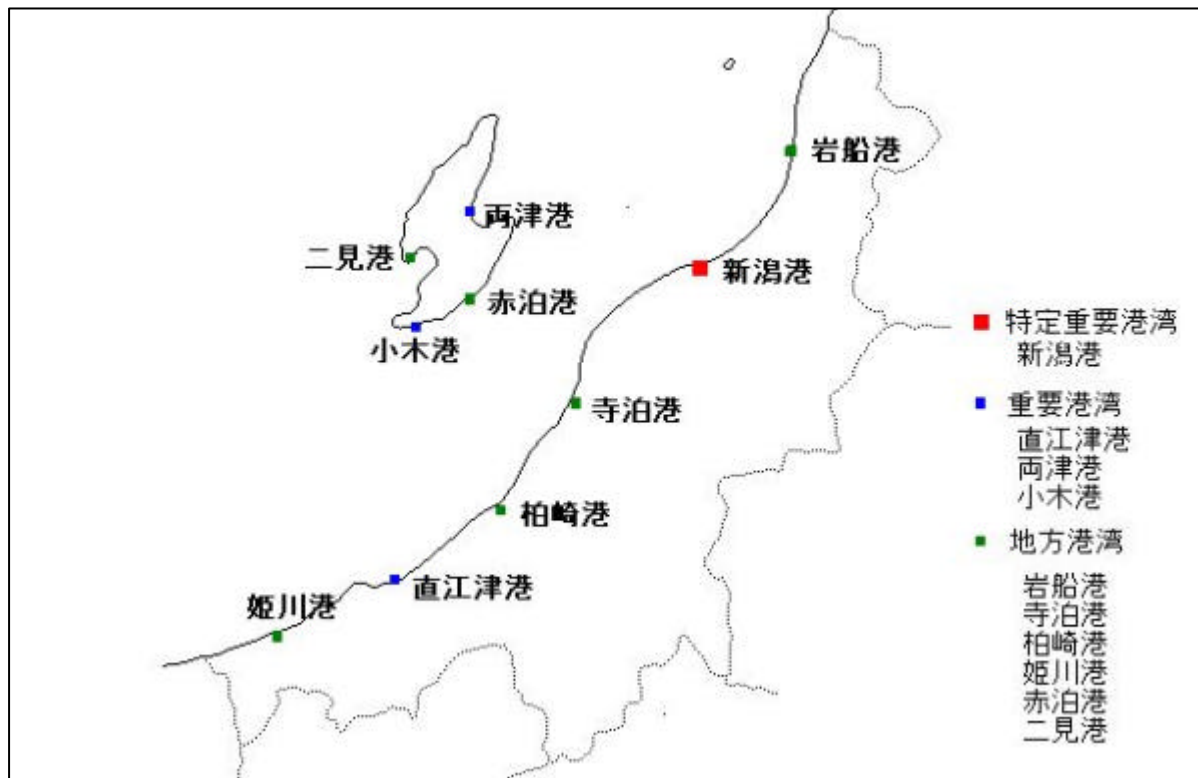 岩船港
両津港
二見港
新潟港
赤泊港
小木港
寺泊港
柏崎港
直江津港
姫川港
特定重要港湾
新潟港
重要港湾
直江津港
両津港
小木港
地方港湾
岩船港
寺泊港
柏崎港
姫川港
赤泊港
二見港